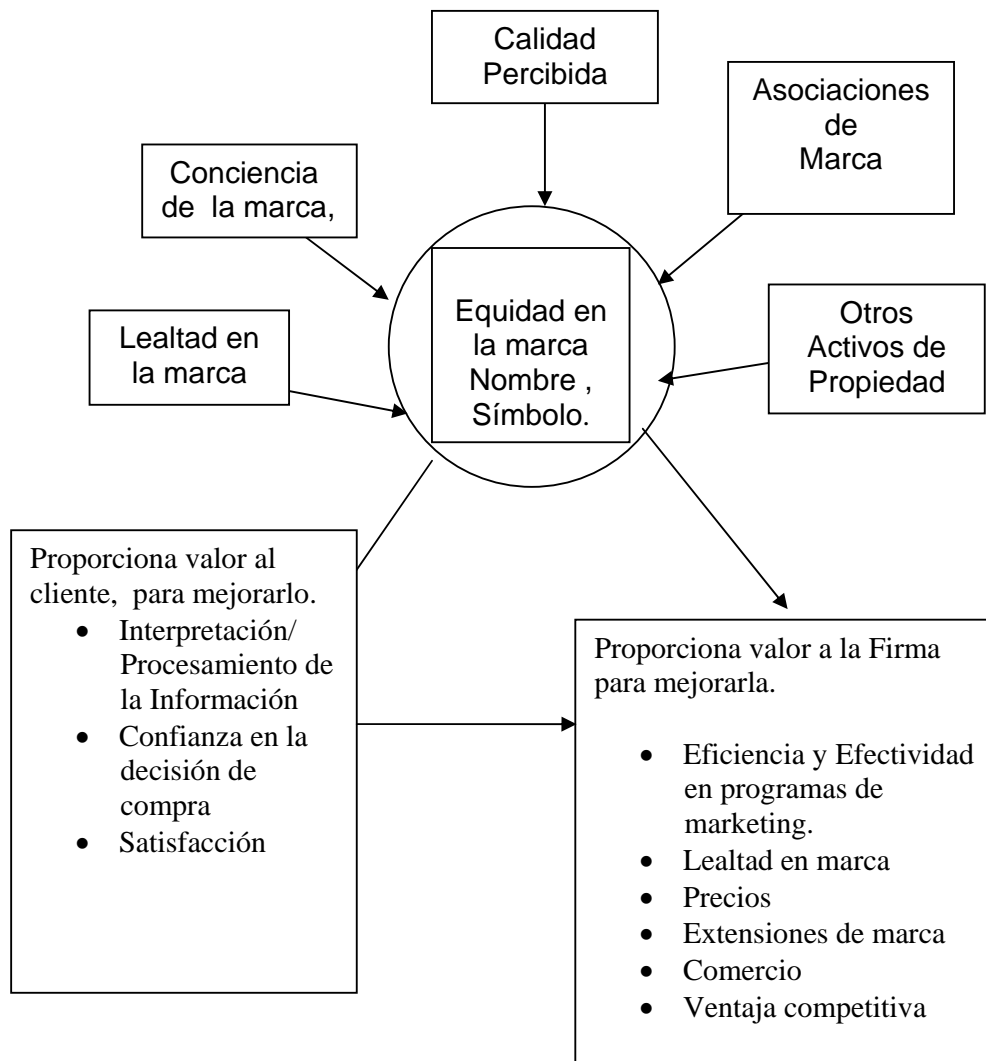 Calidad
Percibida
Asociaciones
de
Marca
Conciencia
de la marca,
Equidad en
la marca
Nombre ,
Símbolo.
Otros
Activos de
Propiedad
Lealtad en
la marca
Proporciona valor al
cliente, para mejorarlo.
• Interpretación/
Procesamiento de
la Información
• Confianza en la
decisión de
compra
• Satisfacción
Proporciona valor a la Firma
para mejorarla.
• Eficiencia y Efectividad
en programas de
marketing.
• Lealtad en marca
• Precios
• Extensiones de marca
• Comercio
• Ventaja competitiva